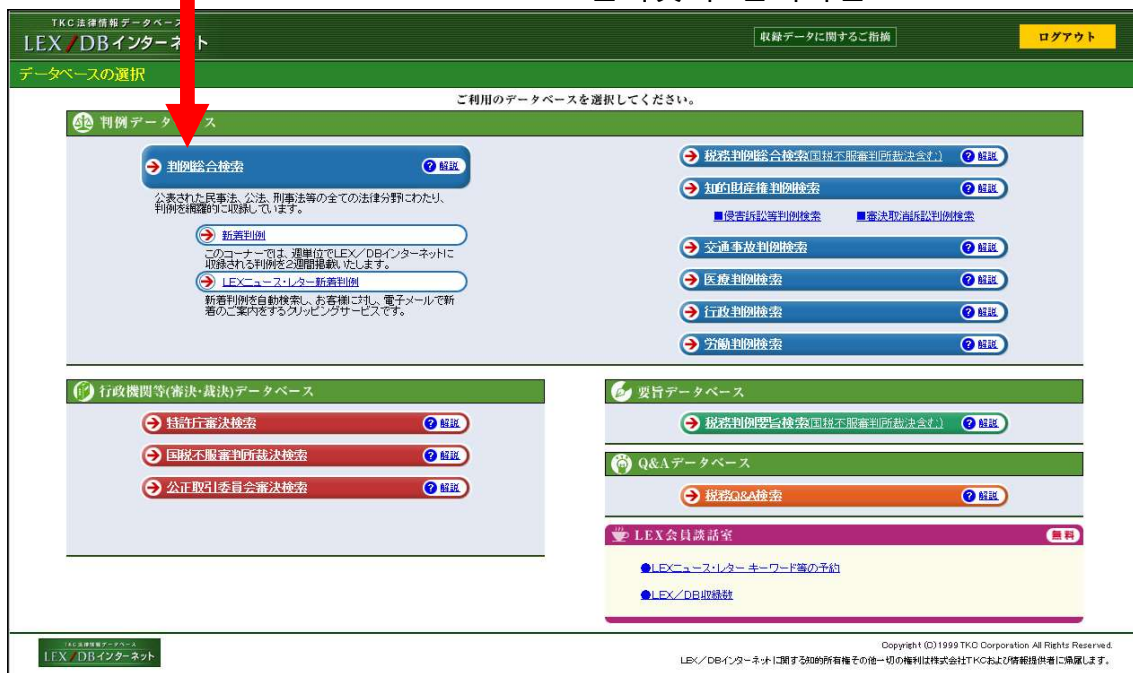 TKC法律情報データベース
LEX/DBインターネット
収録データに関するご指摘
ログアウト
データベースの選択
ご利用のデータベースを選択してください。
判例データ ス
判例総合検索
解説
公表された民事法、公法、刑事法等の全ての法律分野にわたり、
判例を網羅的に収録しています。
新着判例
このコーナーでは、週単位でLEX/DBインターネットに
収録される判例を2週間掲載いたします。
LEXニュース・レター新着判例
新着判例を自動検索し、お客様に対し、電子メールで新
着のご案内をするクリッピングサービスです。
税務判例総合検索(国税不服審判所裁決含む) 解説
知的財産権判例検索 解説
■侵害訴訟等判例検索 ■審決取消訴訟判例検索
交通事故判例検索 解説
医療判例検索 解説
行政判例検索 解説
労働判例検索 解説
行政機関等(審決・裁決)データベース
特許庁審決検索 解説
国税不服審判所裁決検索 解説
公正取引委員会審決検索 解説
要旨データベース
税務判例要旨検索(国税不服審判所裁決含む) 解説
Q&Aデータベース
税務Q&A検索 解説
LEX会員談話室 無料
●LEXニュース・レター キーワード等の予約
●LEX/DB収録数
TKC法律情報データベース
LEX/DBインターネット
Copyright (C)1999 TKC Corporation All Rights Reserved.
LEX/DBインターネットに関する知的所有権その他一切の権利は株式会社TKCおよび情報提供者に帰属します。